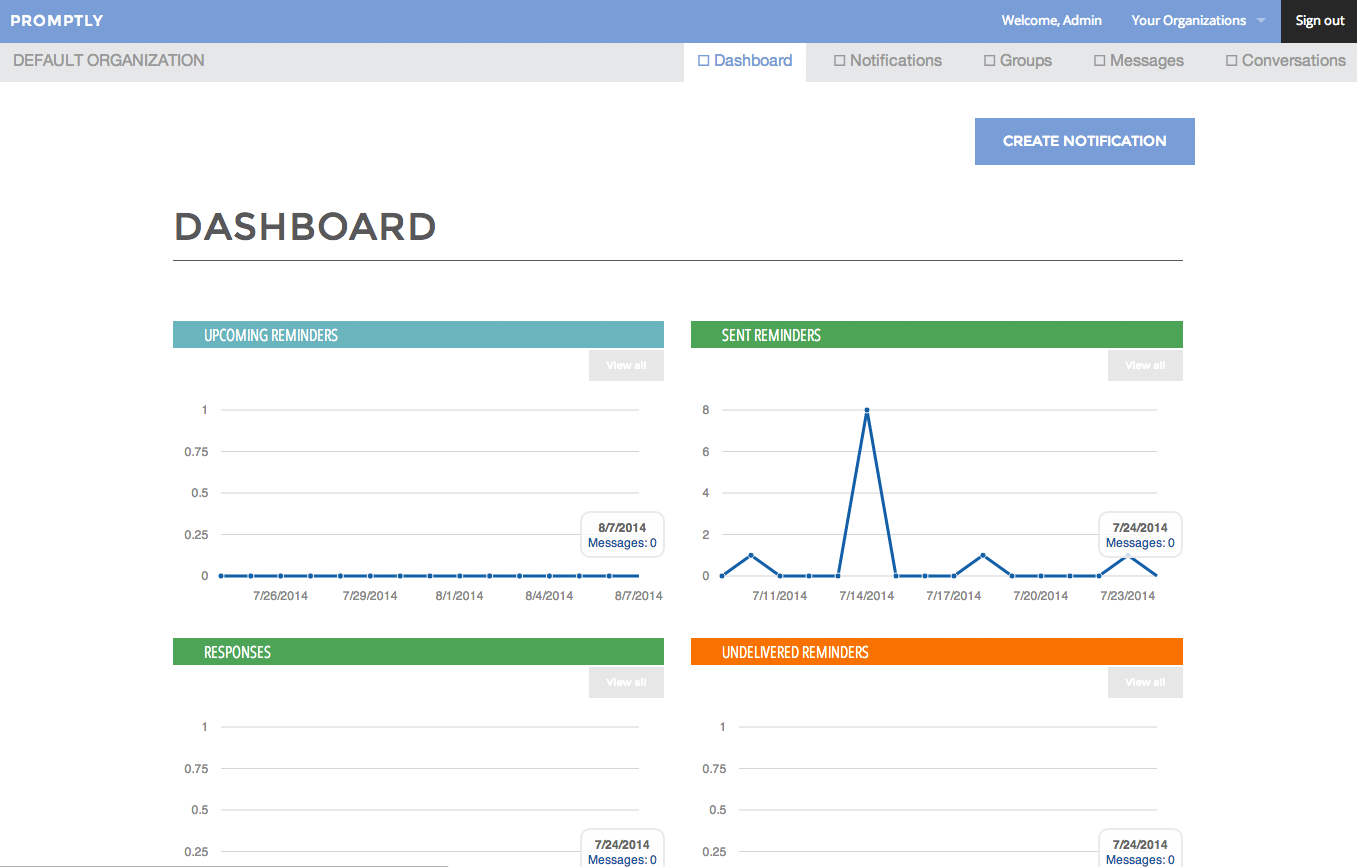 PROMPTLY
Welcome, Admin
Your Organizations
Sign out
DEFAULT ORGANIZATION
Dashboard
Notifications
Groups
Messages
Conversations
CREATE NOTIFICATION
DASHBOARD
UPCOMING REMINDERS
View all
1
0.75
0.5
0.25
0
8/7/2014
Messages: 0
7/26/2014 7/29/2014 8/1/2014 8/4/2014 8/7/2014
SENT REMINDERS
View all
8
6
4
2
0
7/24/2014
Messages: 0
7/11/2014 7/14/2014 7/17/2014 7/20/2014 7/23/2014
RESPONSES
View all
1
0.75
0.5
0.25
7/24/2014
Messages: 0
UNDELIVERED REMINDERS
View all
1
0.75
0.5
0.25
7/24/2014
Messages: 0